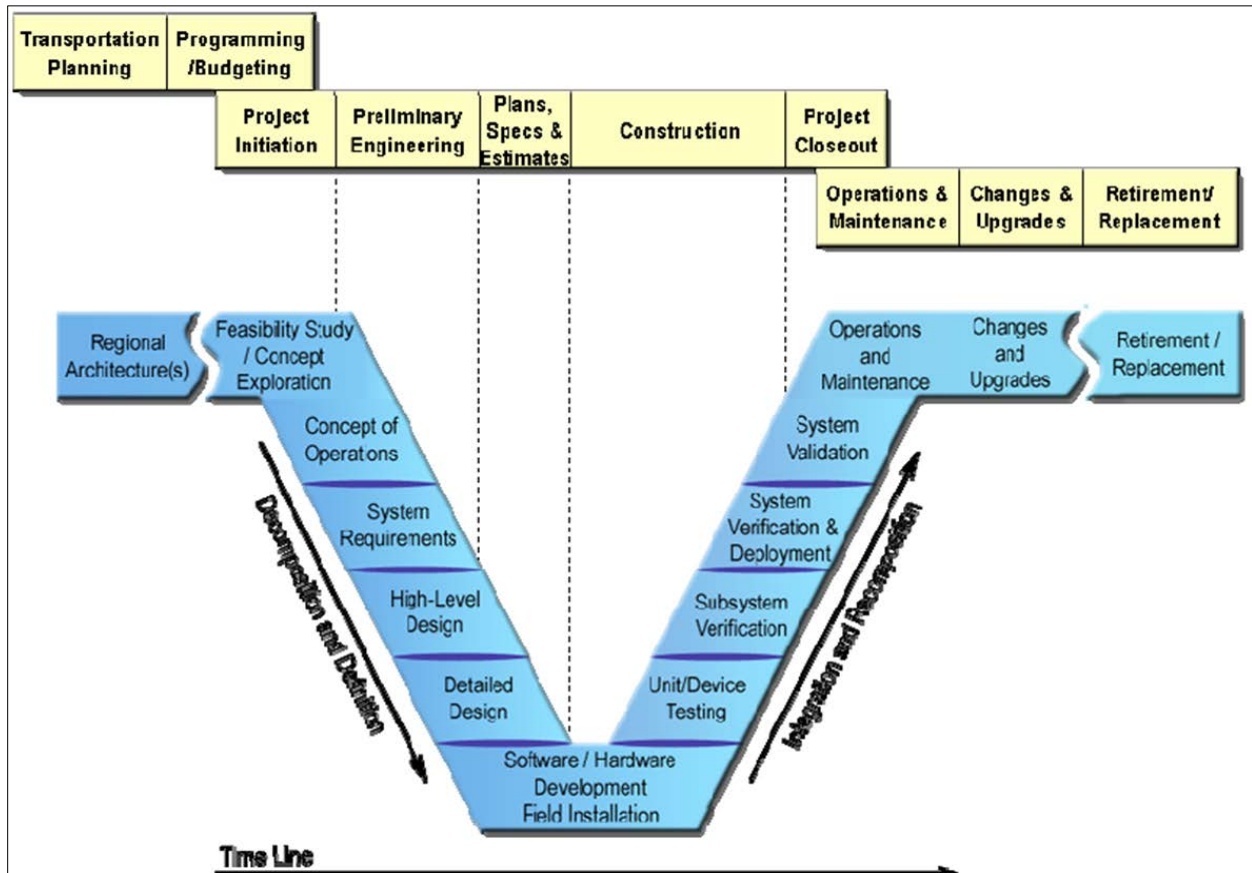 Transportation
Planning
Programming
/Budgeting
Project
Initiation
Preliminary
Engineering
Plans,
Specs &
Estimates
Construction
Project
Closeout
Operations &
Maintenance
Changes &
Upgrades
Retirement/
Replacement
Regional
Architecture(s)
Feasibility Study
/ Concept
Exploration
Concept of
Operations
System
Requirements
High-Level
Design
Detailed
Design
Software / Hardware
Development
Field Installation
Unit/Device
Testing
Subsystem
Verification
System
Verification &
Deployment
System
Validation
Operations
and
Maintenance
Changes
and
Upgrades
Retirement /
Replacement
Decomposition and Definition
Integration and Recomposition
Time Line